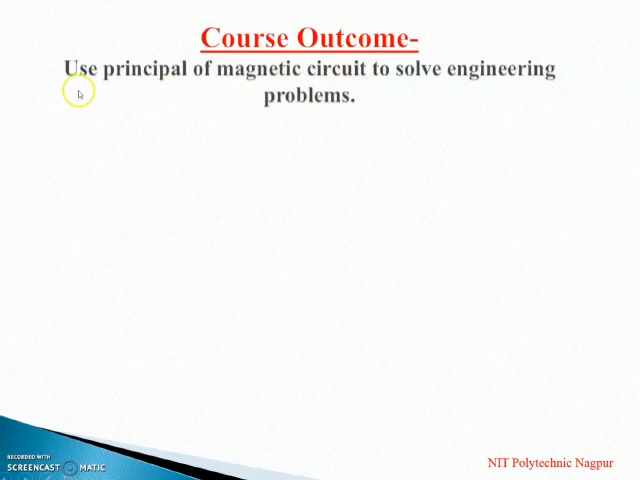 Course Outcome-
Use principal of magnetic circuit to solve engineering
problems.
RECORDED WITH
SCREENCAST MATIC
NIT Polytechnic Nagpur